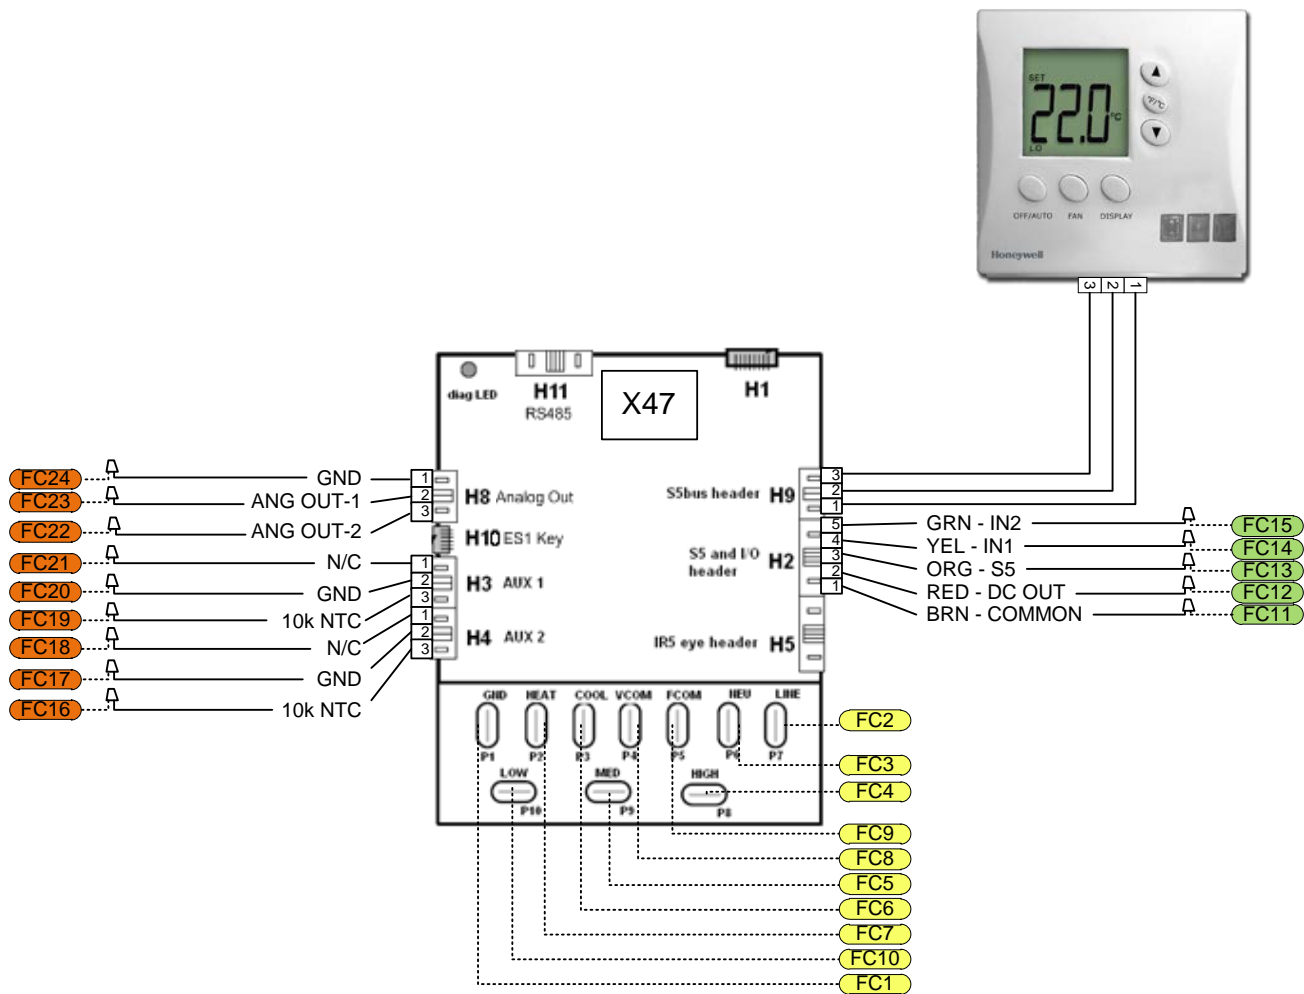 SET
22.0 °C
LO
°F/°C
OFF/AUTO FAN DISPLAY
Honeywell
3 2 1
diag LED
H11
RS485
X47
H1
FC24 GND 1
FC23 ANG OUT-1 2
FC22 ANG OUT-2 3
H8 Analog Out
H10 ES1 Key
FC21 N/C 1
FC20 GND 2
FC19 10k NTC 3
H3 AUX 1
FC18 N/C 1
FC17 GND 2
FC16 10k NTC 3
H4 AUX 2
S5bus header H9
3
2
1
S5 and I/O
header
H2
5 GRN - IN2 FC15
4 YEL - IN1 FC14
3 ORG - S5 FC13
2 RED - DC OUT FC12
1 BRN - COMMON FC11
IR5 eye header H5
GND HEAT COOL VCOM FCOM NEU LINE
P1 P2 P3 P4 P5 P6 P7
LOW MED HIGH
P10 P9 P8
FC2
FC3
FC4
FC9
FC8
FC5
FC6
FC7
FC10
FC1